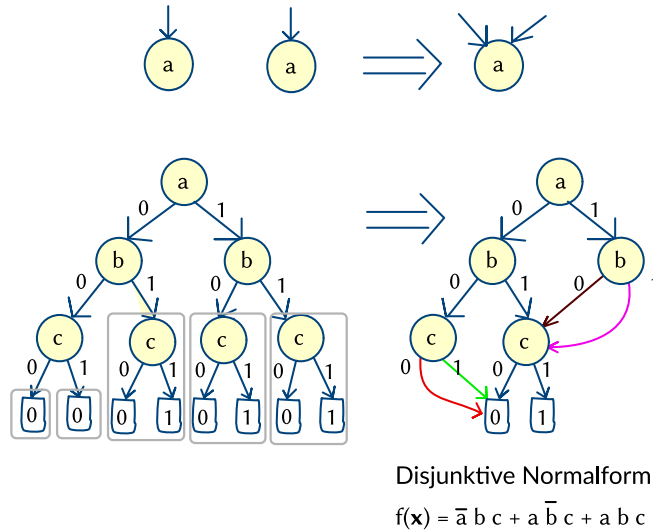 a a a
a a
0 1 0 1
b b b b
0 1 0 1 0 1 0
c c c c c c
0 1 0 1 0 1 0 1 0 1 0 1
0 0 0 1 0 1 0 1 0 1
Disjunktive Normalform
f(x) = a̅ b c + a b̅ c + a b c